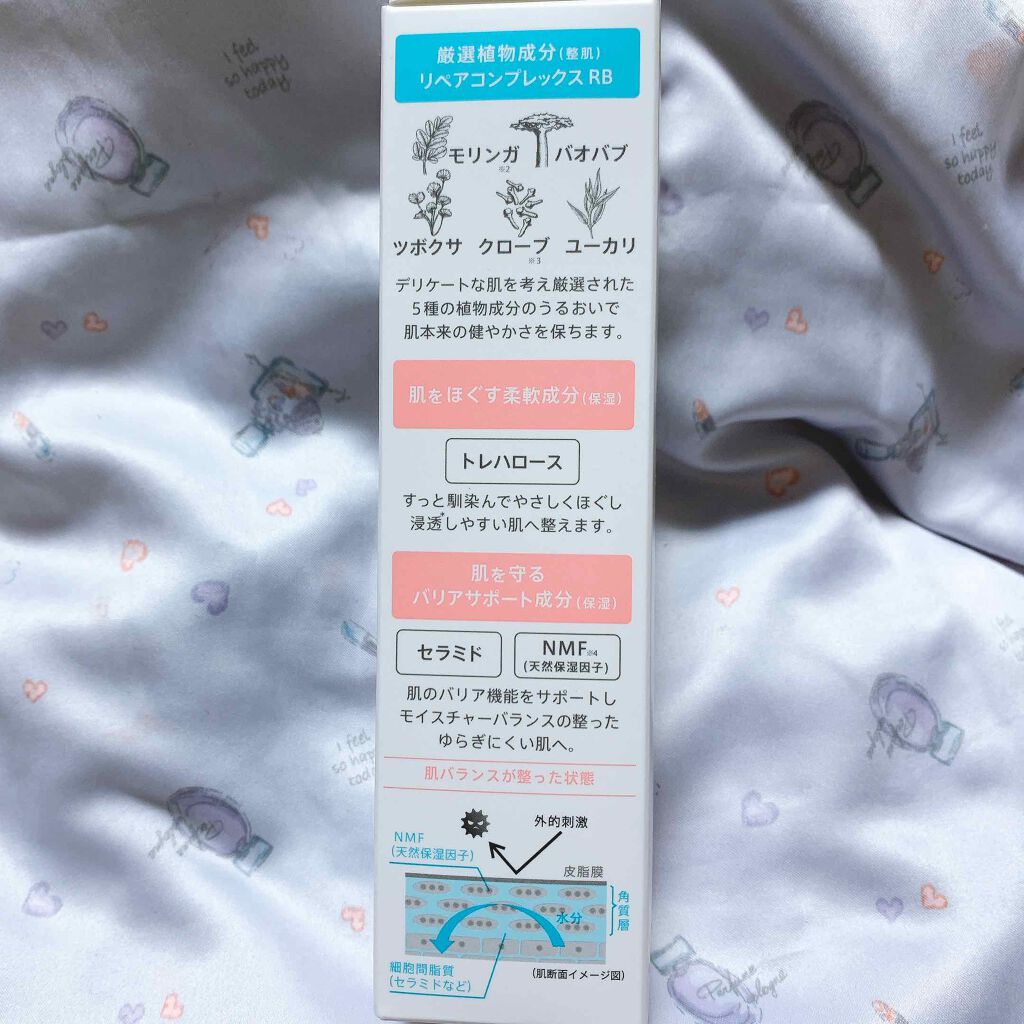 厳選植物成分(整肌)
リペアコンプレックス RB
モリンガ
※2
バオバブ
ツボクサ
クローブ
※3
ユーカリ
デリケートな肌を考え厳選された
5種の植物成分のうるおいで
肌本来の健やかさを保ちます。
肌をほぐす柔軟成分(保湿)
トレハロース
すっと馴染んでやさしくほぐし
浸透*しやすい肌へ整えます。
肌を守る
バリアサポート成分(保湿)
セラミド
NMF※4
(天然保湿因子)
肌のバリア機能をサポートし
モイスチャーバランスの整った
ゆらぎにくい肌へ。
肌バランスが整った状態
外的刺激
NMF
(天然保湿因子)
皮脂膜
角質層
水分
細胞間脂質
(セラミドなど)
(肌断面イメージ図)
I feel
so happy
today
I feel
so happy
today